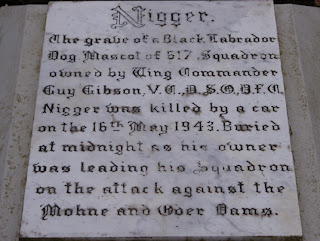 Nigger.
The grave of a Black Labrador
Dog Mascot of 617. Squadron
owned by Wing Commander
Guy Gibson, V.C., D.S.O., D.F.C.
Nigger was killed by a car
on the 16th May 1943. Buried
at midnight as his owner
was leading his Squadron
on the attack against the
Mohne and Eder Dams.